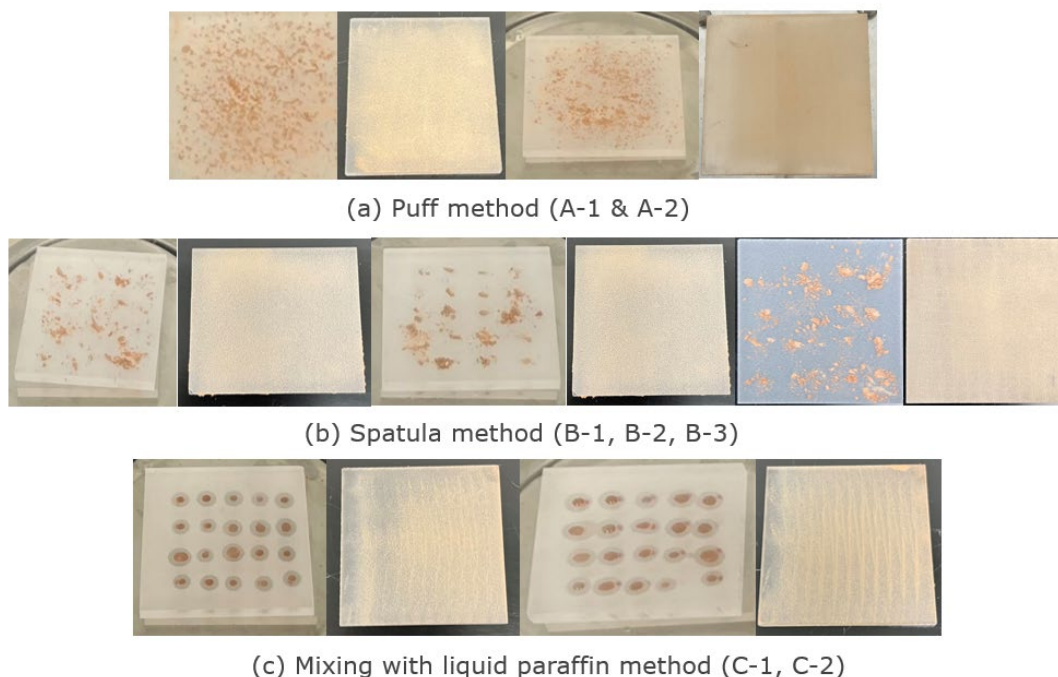 (a) Puff method (A-1 & A-2)
(b) Spatula method (B-1, B-2, B-3)
(c) Mixing with liquid paraffin method (C-1, C-2)